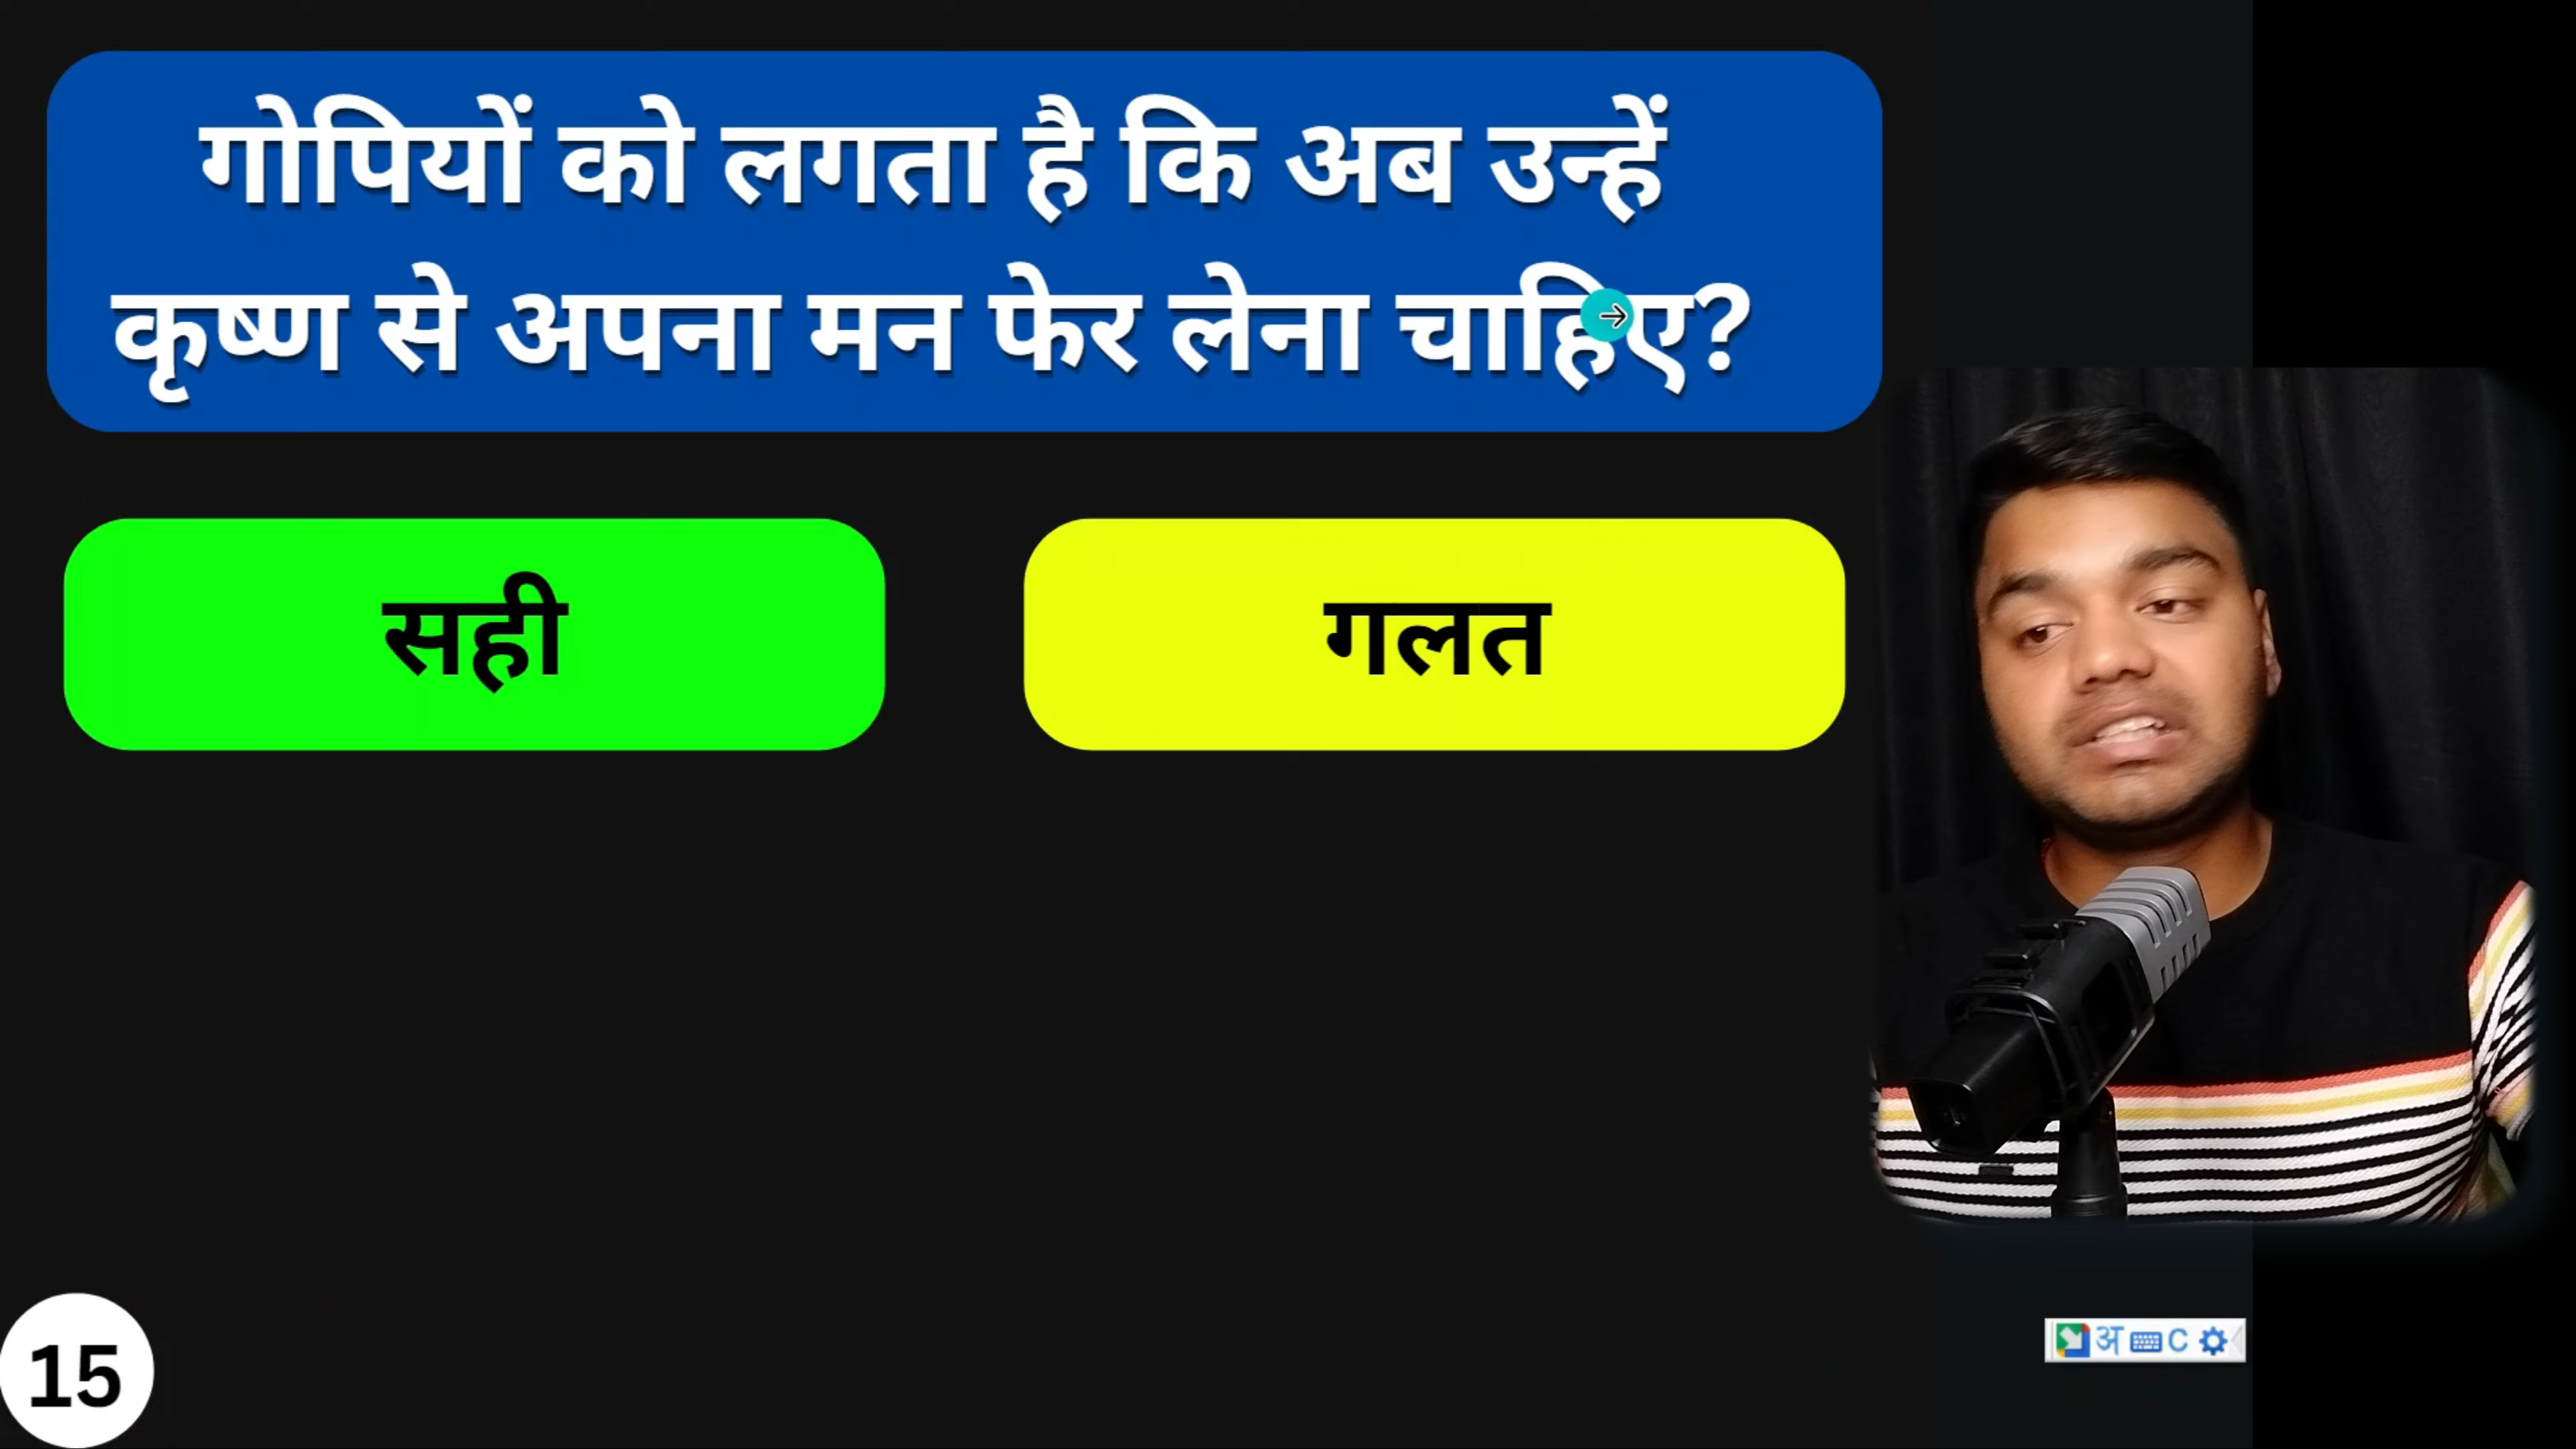 गोपियों को लगता है कि अब उन्हें
कृष्ण से अपना मन फेर लेना चाहिए?
सही
गलत
15
अ C